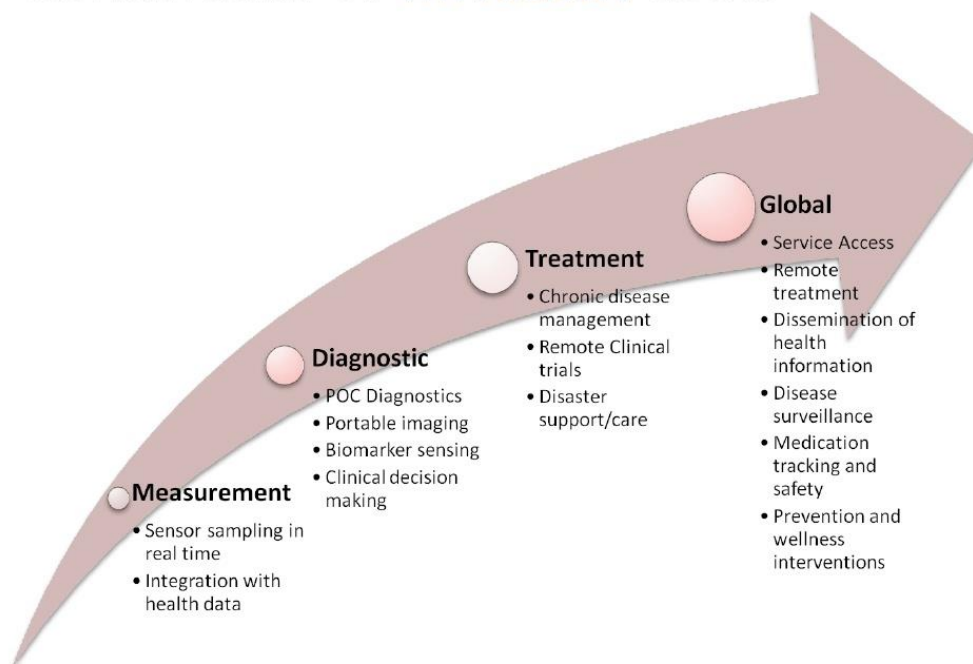 Global
• Service Access
• Remote
treatment
• Dissemination of
health
information
• Disease
surveillance
• Medication
tracking and
safety
• Prevention and
wellness
interventions
Treatment
• Chronic disease
management
• Remote Clinical
trials
• Disaster
support/care
Diagnostic
• POC Diagnostics
• Portable imaging
• Biomarker sensing
• Clinical decision
making
Measurement
• Sensor sampling in
real time
• Integration with
health data